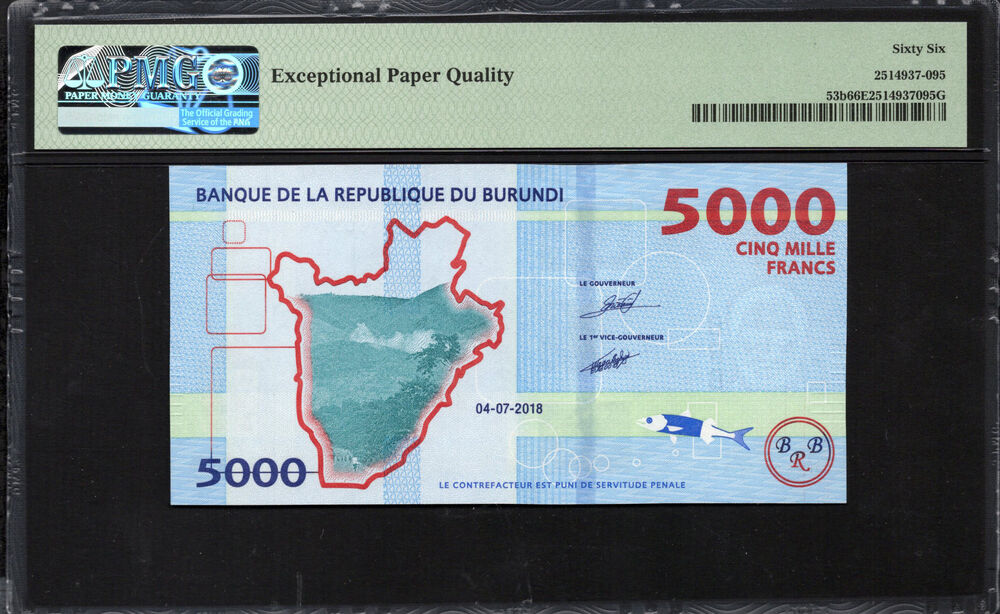 PMG
PAPER MONEY GUARANTY
The Official Grading
Service of the ANA
Exceptional Paper Quality
Sixty Six
2514937-095
53b66E2514937095G
BANQUE DE LA REPUBLIQUE DU BURUNDI
5000
CINQ MILLE
FRANCS
LE GOUVERNEUR
LE 1er VICE-GOUVERNEUR
04-07-2018
5000
BRB
LE CONTREFACTEUR EST PUNI DE SERVITUDE PENALE